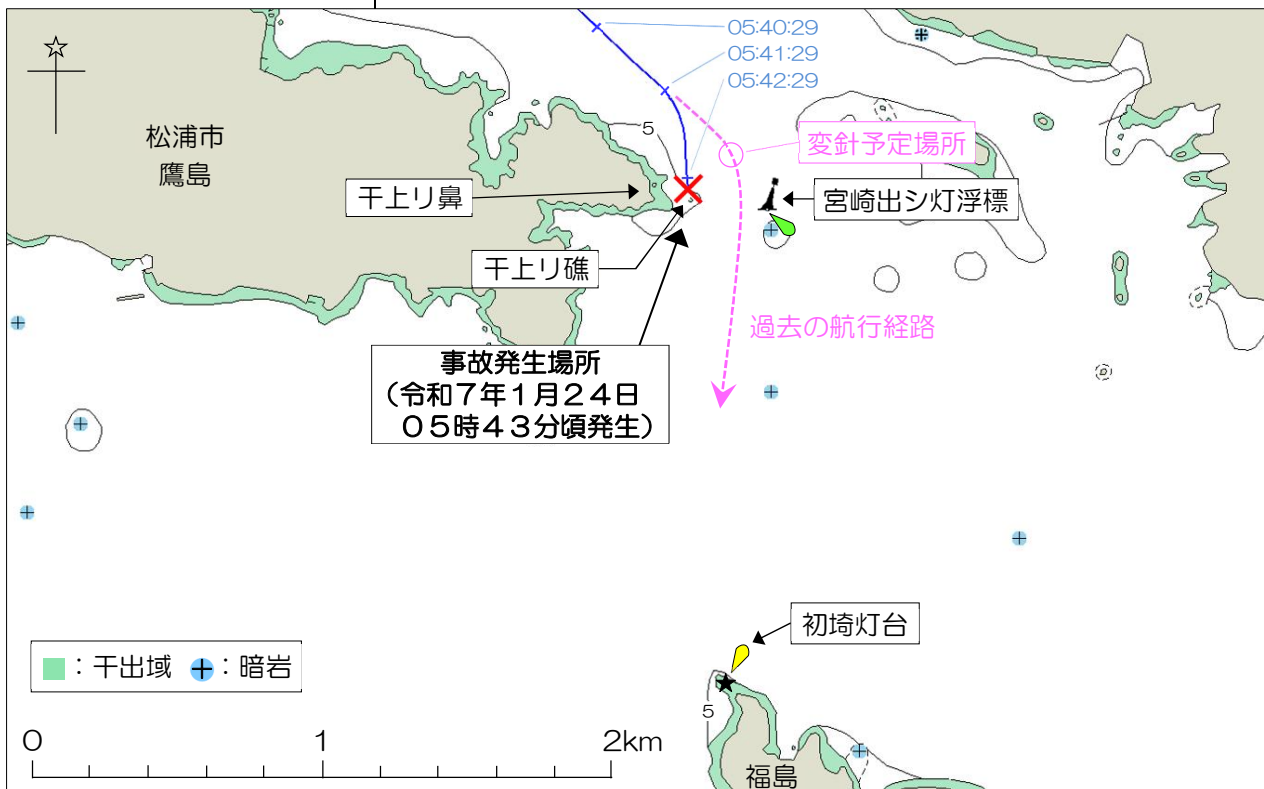 05:40:29
05:41:29
05:42:29
松浦市
鷹島
5
変針予定場所
干上り鼻
宮崎出シ灯浮標
干上り礁
過去の航行経路
事故発生場所
（令和７年１月２４日
０５時４３分頃発生）
初埼灯台
：干出域 ：暗岩
5
0 1 2km
福島